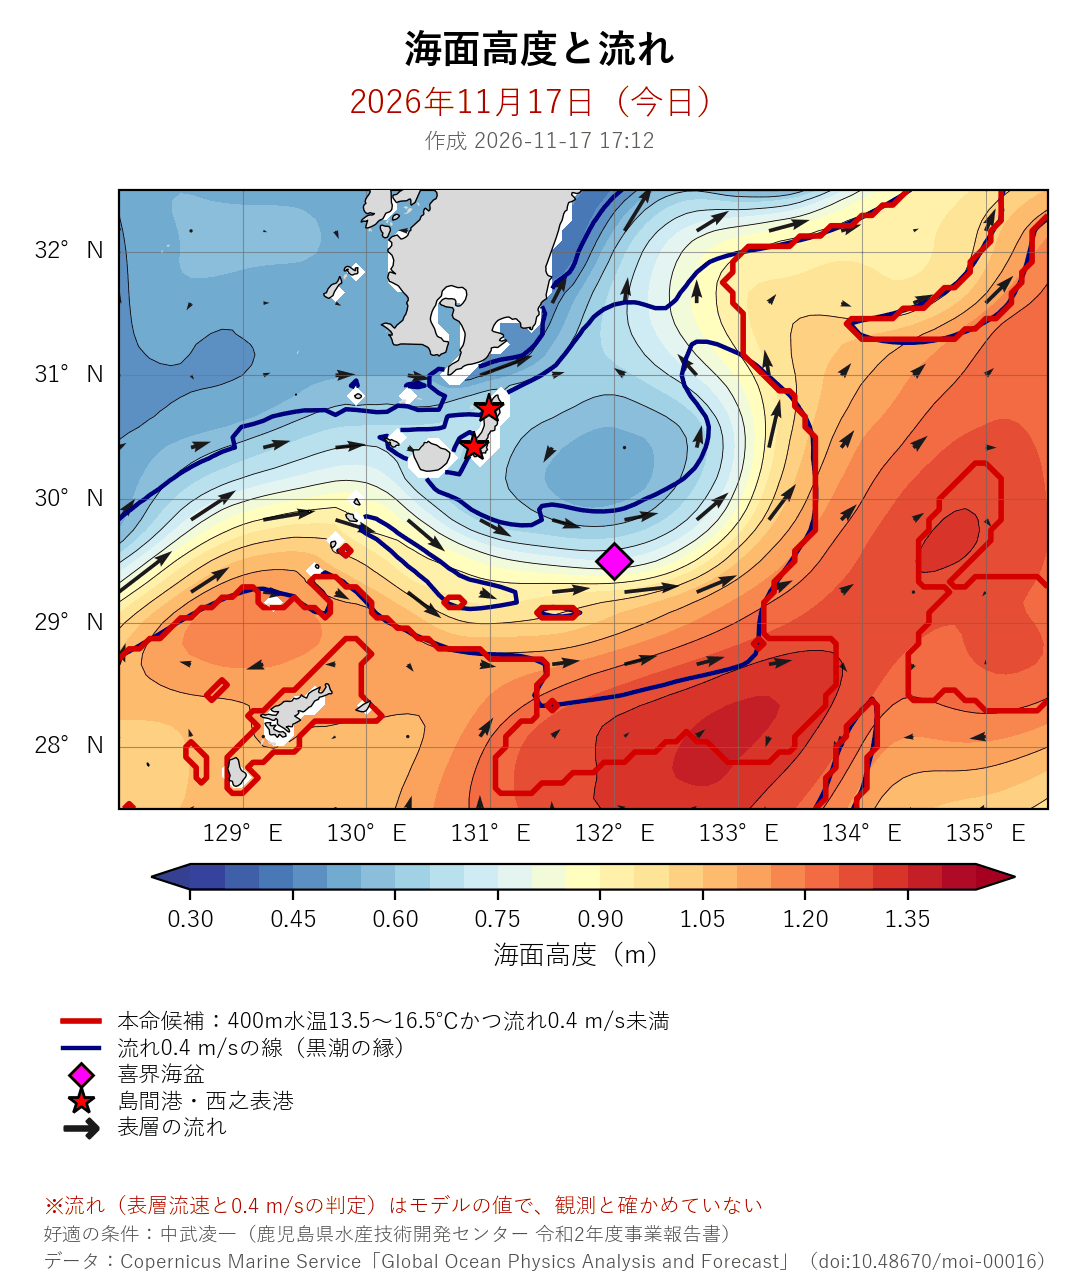 海面高度と流れ
2026年11月17日（今日）
作成 2026-11-17 17:12
32° N
31° N
30° N
29° N
28° N
129° E 130° E 131° E 132° E 133° E 134° E 135° E
0.30 0.45 0.60 0.75 0.90 1.05 1.20 1.35
海面高度（m）
本命候補：400m水温13.5〜16.5℃かつ流れ0.4 m/s未満
流れ0.4 m/sの線（黒潮の縁）
喜界海盆
島間港・西之表港
表層の流れ
※流れ（表層流速と0.4 m/sの判定）はモデルの値で、観測と確かめていない
好適の条件：中武凌一（鹿児島県水産技術開発センター 令和2年度事業報告書）
データ：Copernicus Marine Service「Global Ocean Physics Analysis and Forecast」（doi:10.48670/moi-00016）